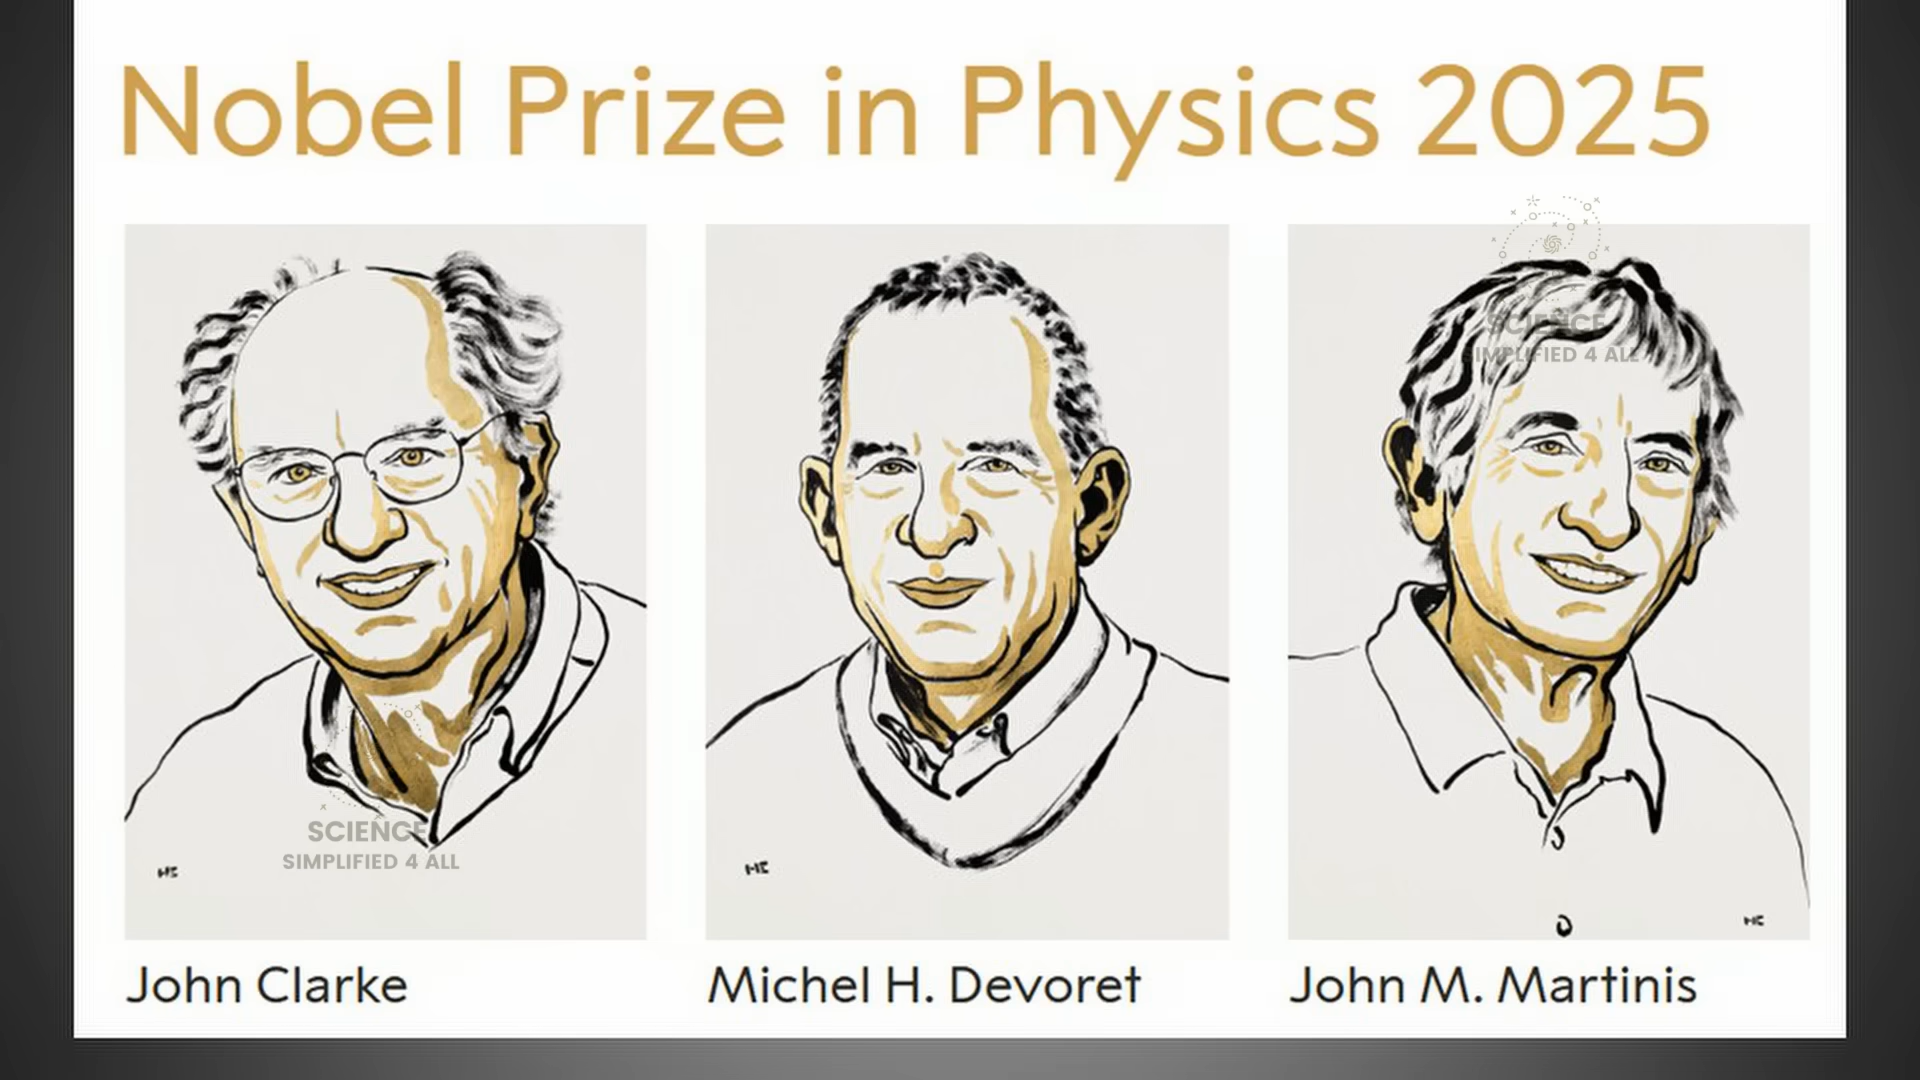 Nobel Prize in Physics 2025
SCIENCE
SIMPLIFIED 4 ALL
SCIENCE
SIMPLIFIED 4 ALL
John Clarke
Michel H. Devoret
John M. Martinis